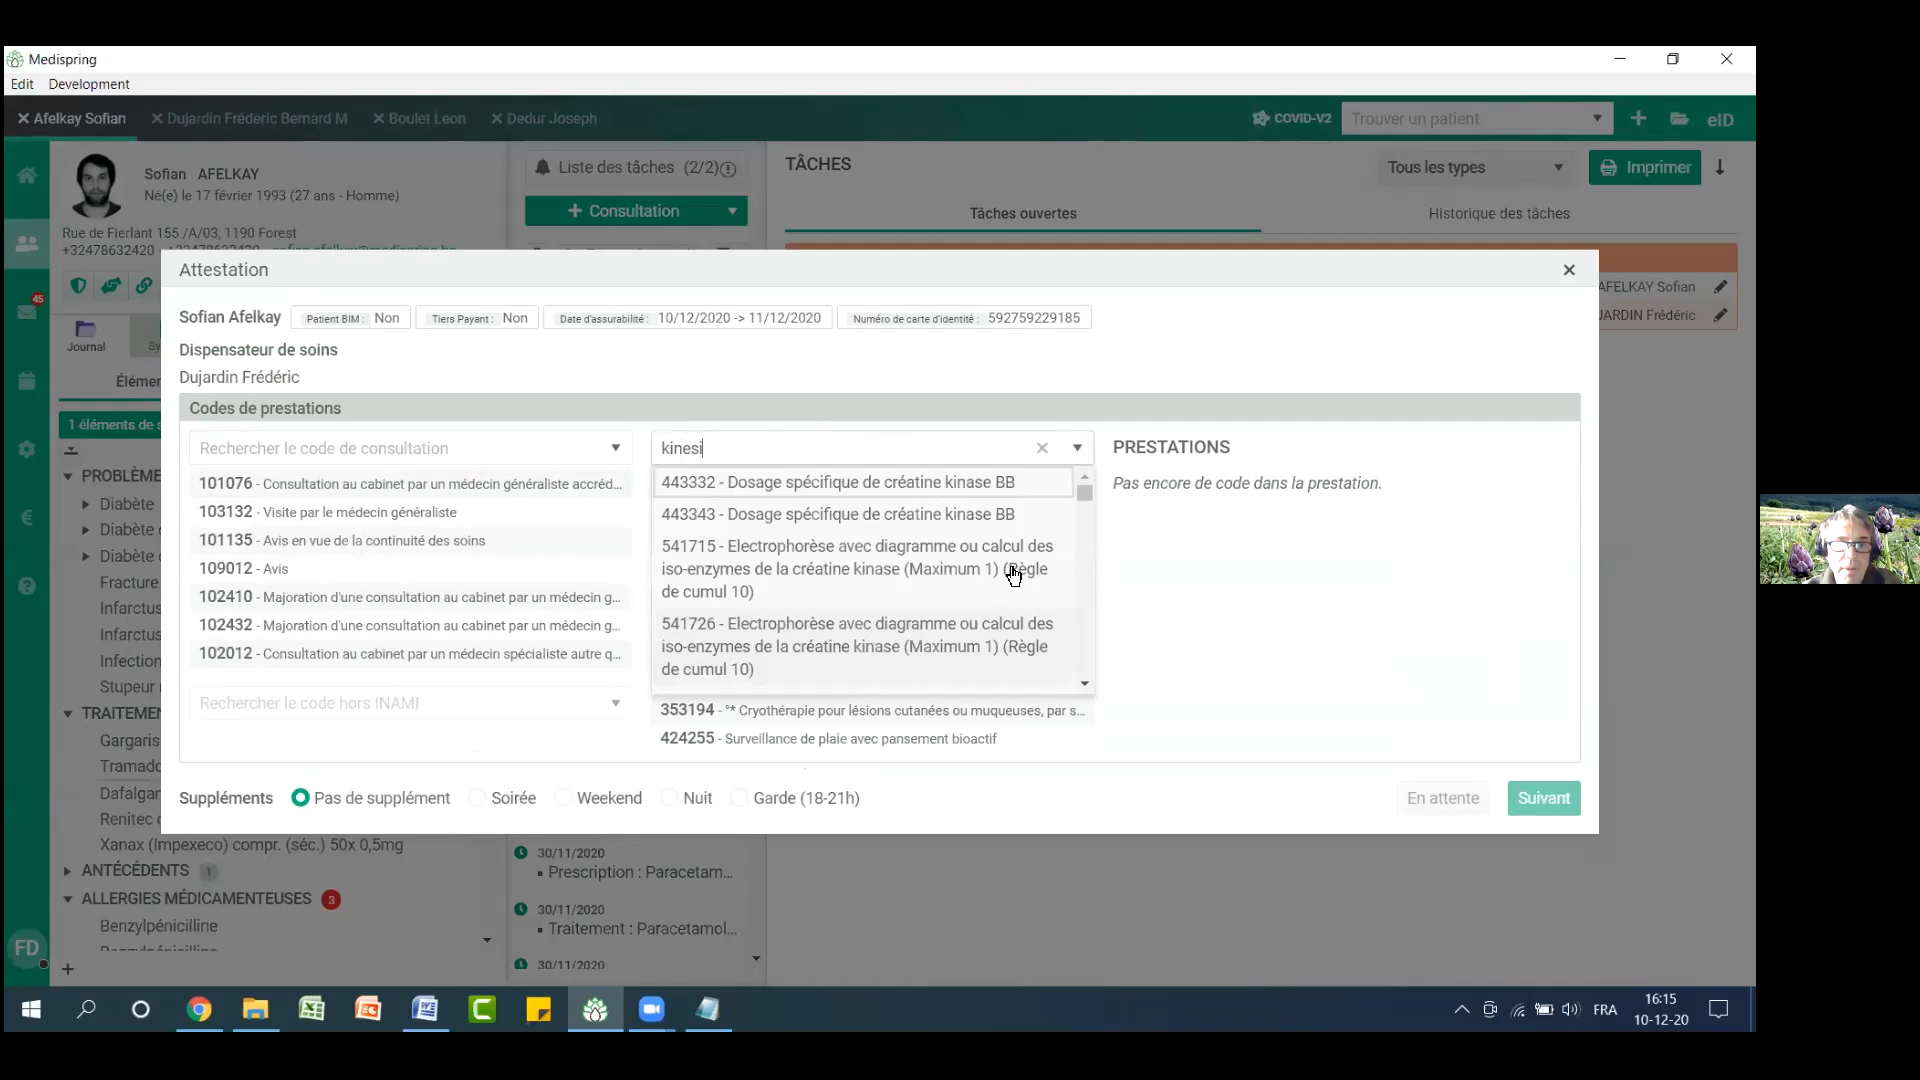 Medispring
Edit Development
Afelkay Sofian Dujardin Fréderic Bernard M Boulet Leon Dedur Joseph COVID-V2 Trouver un patient eID
Sofian AFELKAY
Né(e) le 17 février 1993 (27 ans - Homme)
Rue de Fierlant 155 /A/03, 1190 Forest
+32478632420
Liste des tâches (2/2)
Consultation
TÂCHES
Tous les types
Imprimer
Tâches ouvertes
Historique des tâches
AFELKAY Sofian
JARDIN Frédéric
45
Journal
Sy
Élém
1 éléments de s
PROBLÈME
Diabète
Diabète
Diabète
Fracture
Infarctus
Infarctus
Infection
Stupeur
TRAITEMEN
Gargaris
Tramado
Dafalgan
Renitec
Xanax (Impexeco) compr. (séc.) 50x 0,5mg
ANTÉCÉDENTS 1
ALLERGIES MÉDICAMENTEUSES 3
Benzylpénicilline
FD
Attestation
Sofian Afelkay Patient BIM : Non Tiers Payant : Non Date d'assurabilité : 10/12/2020 -> 11/12/2020 Numéro de carte d'identité : 592759229185
Dispensateur de soins
Dujardin Frédéric
Codes de prestations
Rechercher le code de consultation
101076 - Consultation au cabinet par un médecin généraliste accréd...
103132 - Visite par le médecin généraliste
101135 - Avis en vue de la continuité des soins
109012 - Avis
102410 - Majoration d'une consultation au cabinet par un médecin g...
102432 - Majoration d'une consultation au cabinet par un médecin g...
102012 - Consultation au cabinet par un médecin spécialiste autre q...
Rechercher le code hors INAMI
kinesi
443332 - Dosage spécifique de créatine kinase BB
443343 - Dosage spécifique de créatine kinase BB
541715 - Electrophorèse avec diagramme ou calcul des
iso-enzymes de la créatine kinase (Maximum 1) (Règle
de cumul 10)
541726 - Electrophorèse avec diagramme ou calcul des
iso-enzymes de la créatine kinase (Maximum 1) (Règle
de cumul 10)
353194 - °* Cryothérapie pour lésions cutanées ou muqueuses, par s...
424255 - Surveillance de plaie avec pansement bioactif
PRESTATIONS
Pas encore de code dans la prestation.
Suppléments Pas de supplément Soirée Weekend Nuit Garde (18-21h)
En attente Suivant
30/11/2020
▪ Prescription : Paracetam...
30/11/2020
▪ Traitement : Paracetamol...
30/11/2020
FRA
16:15
10-12-20